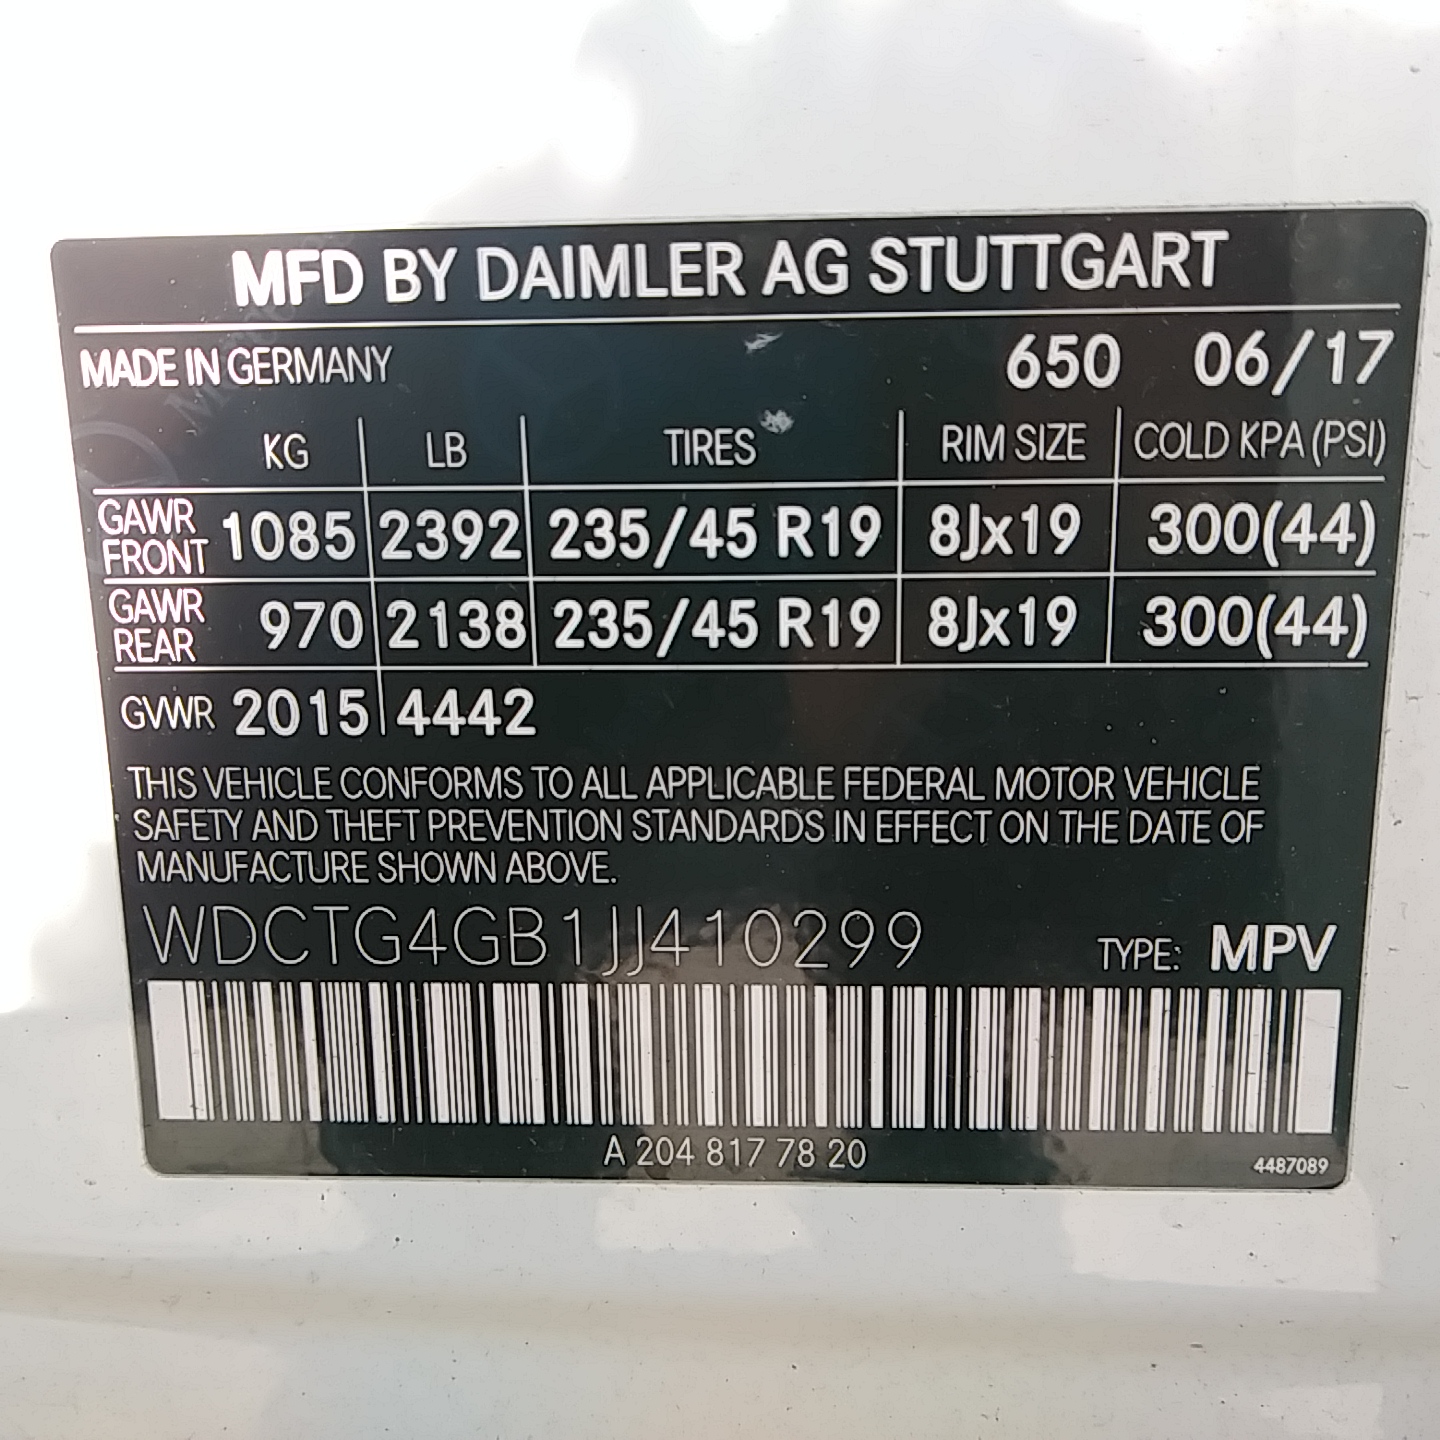 MFD BY DAIMLER AG STUTTGART
MADE IN GERMANY 650 06/17
KG LB TIRES RIM SIZE COLD KPA (PSI)
GAWR FRONT 1085 2392 235/45 R19 8Jx19 300(44)
GAWR REAR 970 2138 235/45 R19 8Jx19 300(44)
GVWR 2015 4442
THIS VEHICLE CONFORMS TO ALL APPLICABLE FEDERAL MOTOR VEHICLE
SAFETY AND THEFT PREVENTION STANDARDS IN EFFECT ON THE DATE OF
MANUFACTURE SHOWN ABOVE.
WDCTG4GB1JJ410299 TYPE: MPV
A 204 817 78 20
4487089